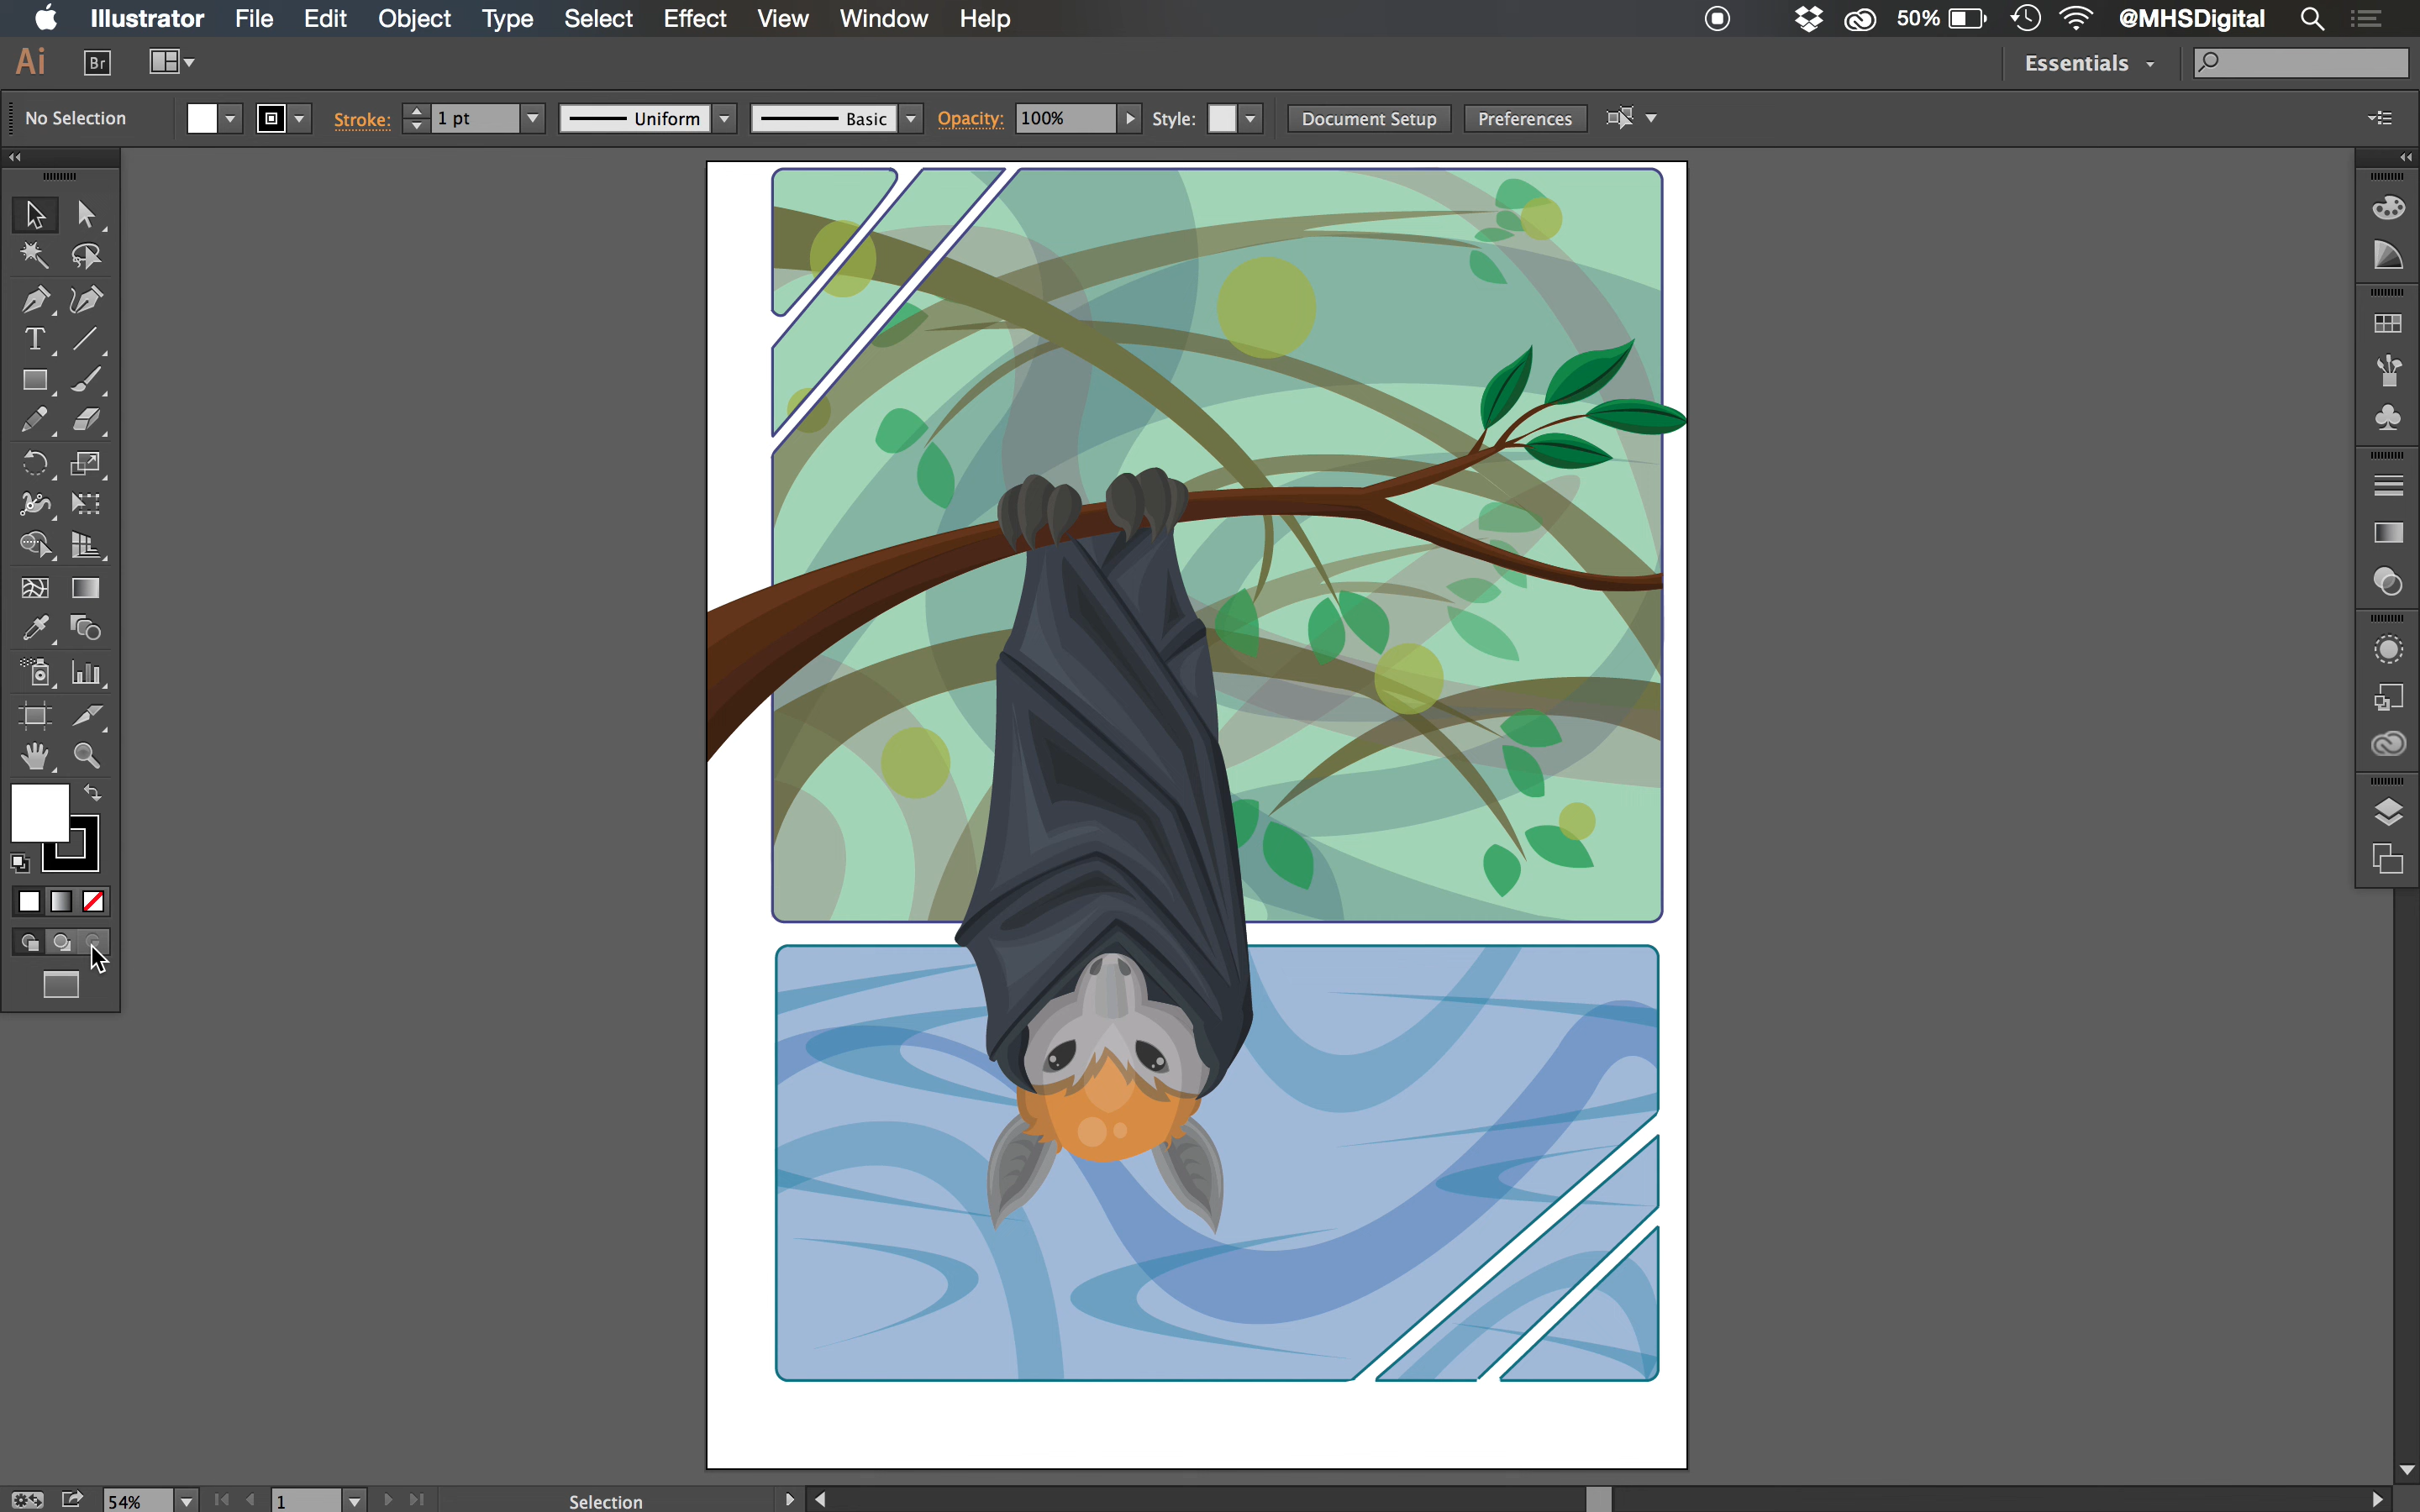 Illustrator File Edit Object Type Select Effect View Window Help 50% @MHSDigital
Ai Br Essentials
No Selection Stroke: 1 pt Uniform Basic Opacity: 100% Style: Document Setup Preferences
T
54% 1 Selection